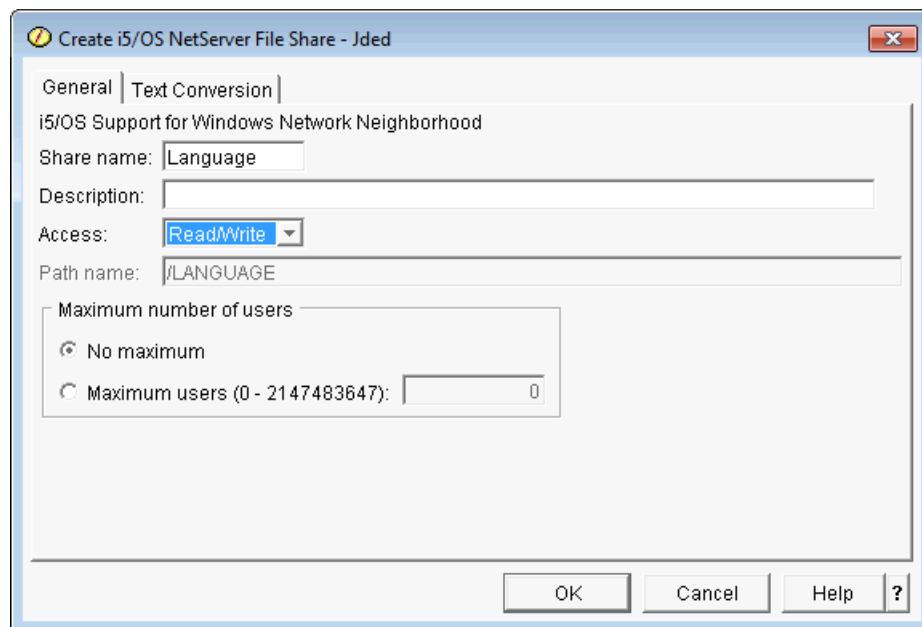 Create i5/OS NetServer File Share - Jded
General Text Conversion
i5/OS Support for Windows Network Neighborhood
Share name: Language
Description:
Access: Read/Write
Path name: /LANGUAGE
Maximum number of users
No maximum
Maximum users (0 - 2147483647): 0
OK Cancel Help ?